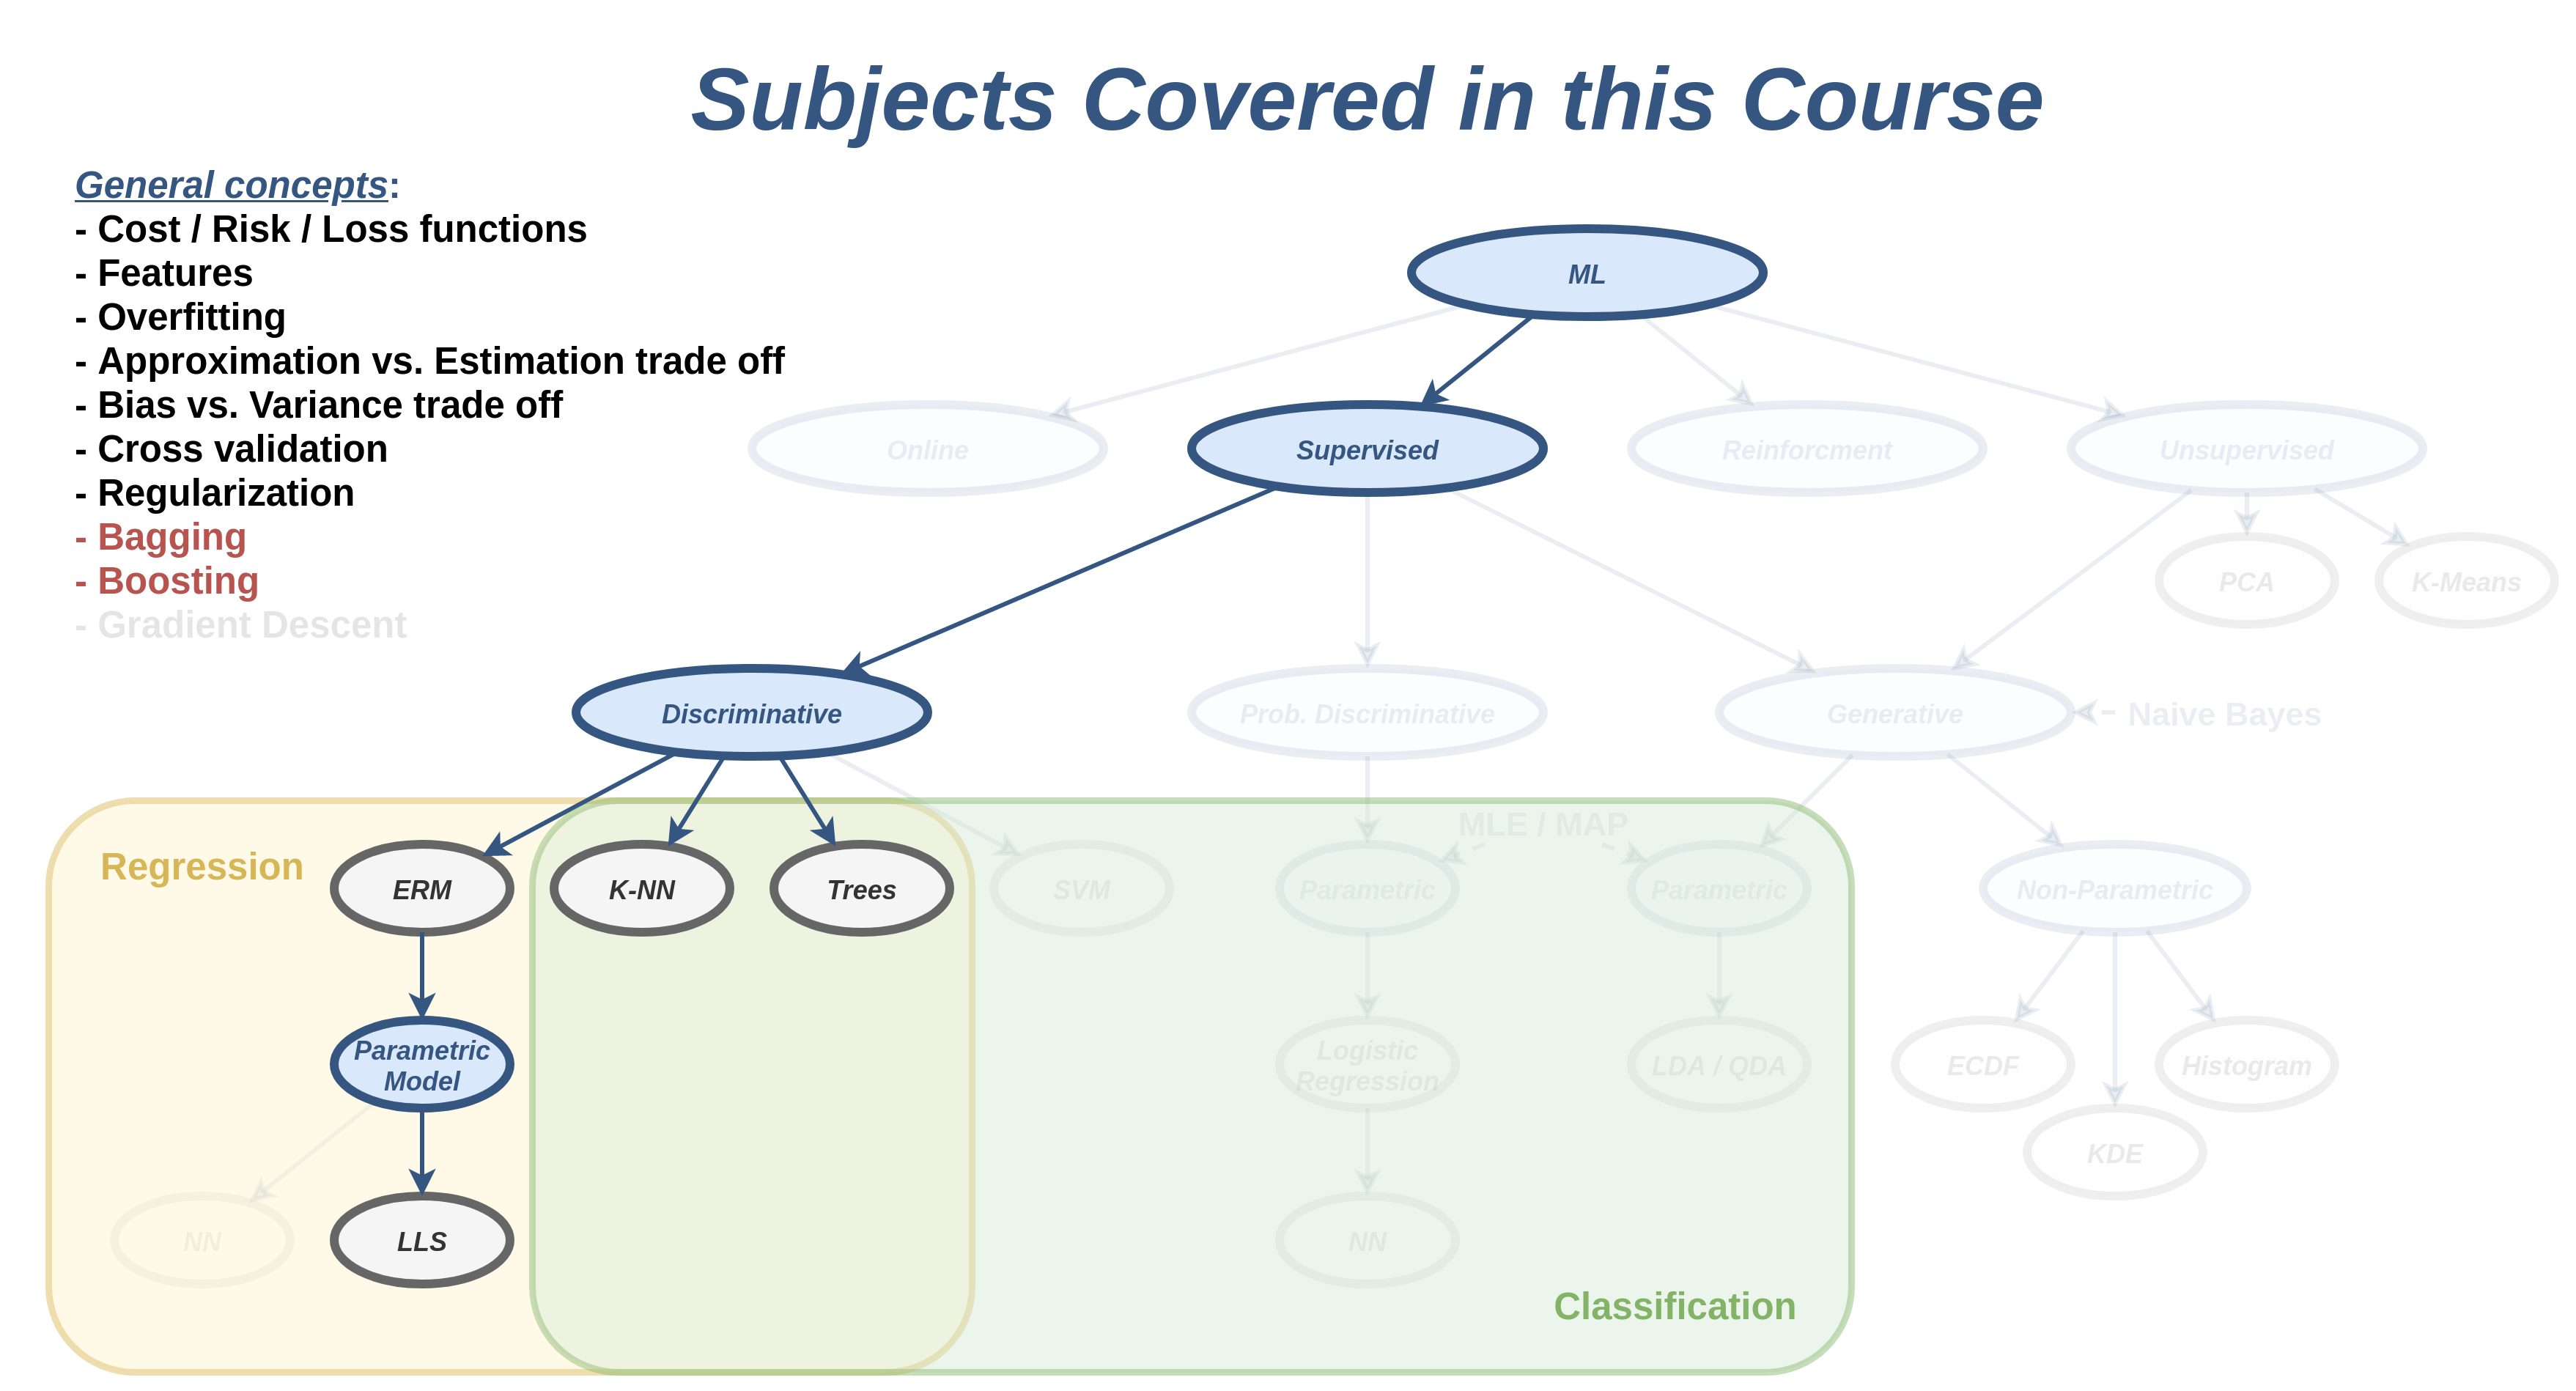 Subjects Covered in this Course
General concepts:
- Cost / Risk / Loss functions
- Features
- Overfitting
- Approximation vs. Estimation trade off
- Bias vs. Variance trade off
- Cross validation
- Regularization
- Bagging
- Boosting
- Gradient Descent
ML
Online
Supervised
Reinforcment
Unsupervised
PCA
K-Means
Discriminative
Prob. Discriminative
Generative
Naive Bayes
MLE / MAP
Regression
ERM
K-NN
Trees
SVM
Parametric
Parametric
Non-Parametric
Parametric
Model
Logistic
Regression
LDA / QDA
ECDF
Histogram
KDE
NN
LLS
NN
Classification